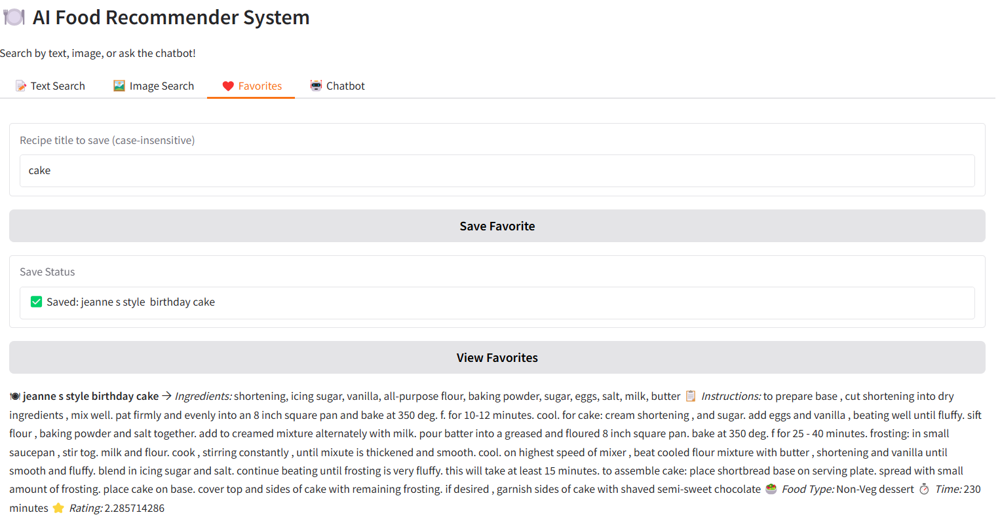 🍽️ AI Food Recommender System
Search by text, image, or ask the chatbot!
📝 Text Search 🖼️ Image Search ❤️ Favorites 🤖 Chatbot
Recipe title to save (case-insensitive)
cake
Save Favorite
Save Status
✅ Saved: jeanne s style  birthday cake
View Favorites
🍽️ jeanne s style birthday cake → Ingredients: shortening, icing sugar, vanilla, all-purpose flour, baking powder, sugar, eggs, salt, milk, butter 📋 Instructions: to prepare base , cut shortening into dry
ingredients , mix well. pat firmly and evenly into an 8 inch square pan and bake at 350 deg. f. for 10-12 minutes. cool. for cake: cream shortening , and sugar. add eggs and vanilla , beating well until fluffy. sift
flour , baking powder and salt together. add to creamed mixture alternately with milk. pour batter into a greased and floured 8 inch square pan. bake at 350 deg. f for 25 - 40 minutes. frosting: in small
saucepan , stir tog. milk and flour. cook , stirring constantly , until mixute is thickened and smooth. cool. on highest speed of mixer , beat cooled flour mixture with butter , shortening and vanilla until
smooth and fluffy. blend in icing sugar and salt. continue beating until frosting is very fluffy. this will take at least 15 minutes. to assemble cake: place shortbread base on serving plate. spread with small
amount of frosting. place cake on base. cover top and sides of cake with remaining frosting. if desired , garnish sides of cake with shaved semi-sweet chocolate 🥗 Food Type: Non-Veg dessert ⏱️ Time: 230
minutes ⭐ Rating: 2.285714286